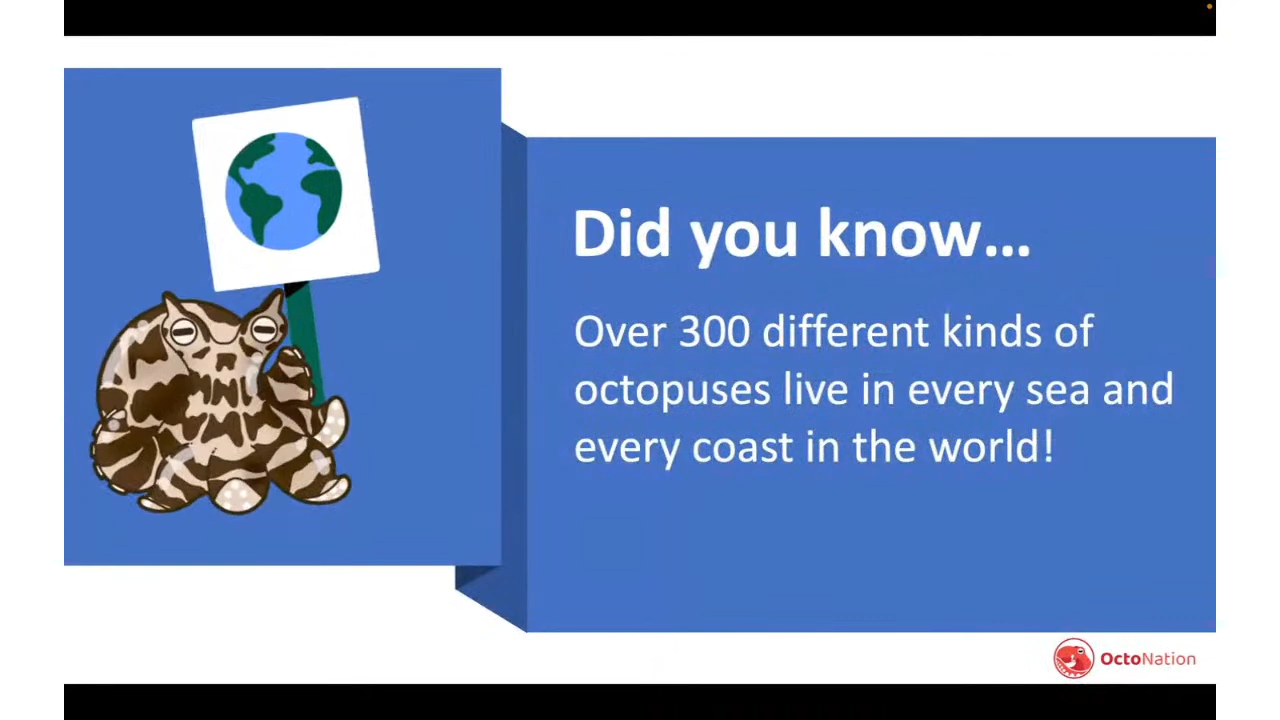 Did you know…
Over 300 different kinds of
octopuses live in every sea and
every coast in the world!
OctoNation